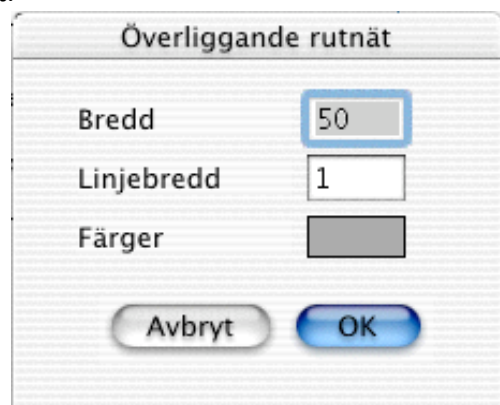 Överliggande rutnät
Bredd 50
Linjebredd 1
Färger
Avbryt OK